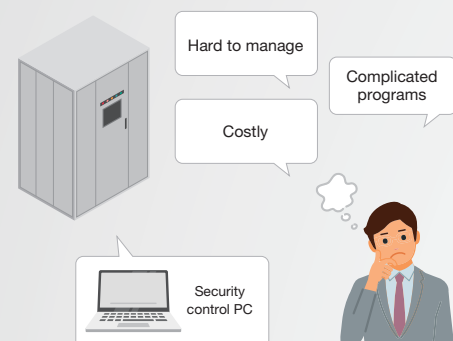 Hard to manage
Complicated
programs
Costly
Security
control PC